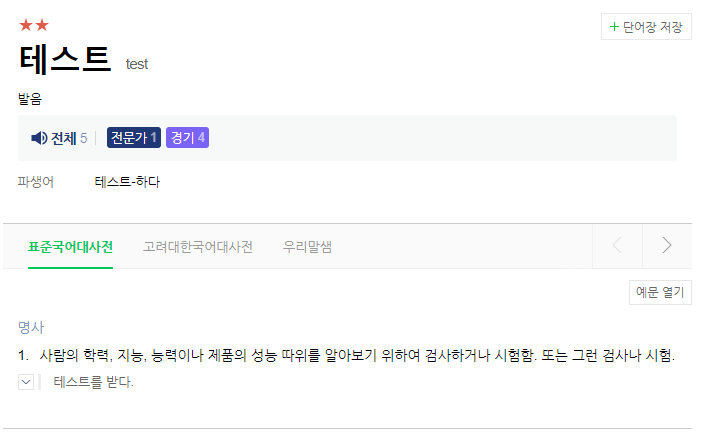 ★★
+ 단어장 저장
테스트 test
발음
전체 5 전문가 1 경기 4
파생어 테스트-하다
표준국어대사전 고려대한국어대사전 우리말샘
예문 열기
명사
1. 사람의 학력, 지능, 능력이나 제품의 성능 따위를 알아보기 위하여 검사하거나 시험함. 또는 그런 검사나 시험.
테스트를 받다.